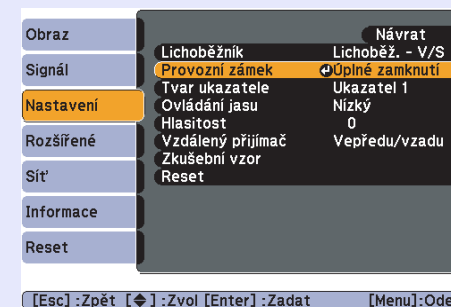 Obraz
Signál
Nastavení
Rozšířené
Síť
Informace
Reset
Návrat
Lichoběžník Lichoběž. - V/S
Provozní zámek Úplné zamknutí
Tvar ukazatele Ukazatel 1
Ovládání jasu Nízký
Hlasitost 0
Vzdálený přijímač Vepředu/vzadu
Zkušební vzor
Reset
[Esc] :Zpět [◆] :Zvol [Enter] :Zadat [Menu]:Ode